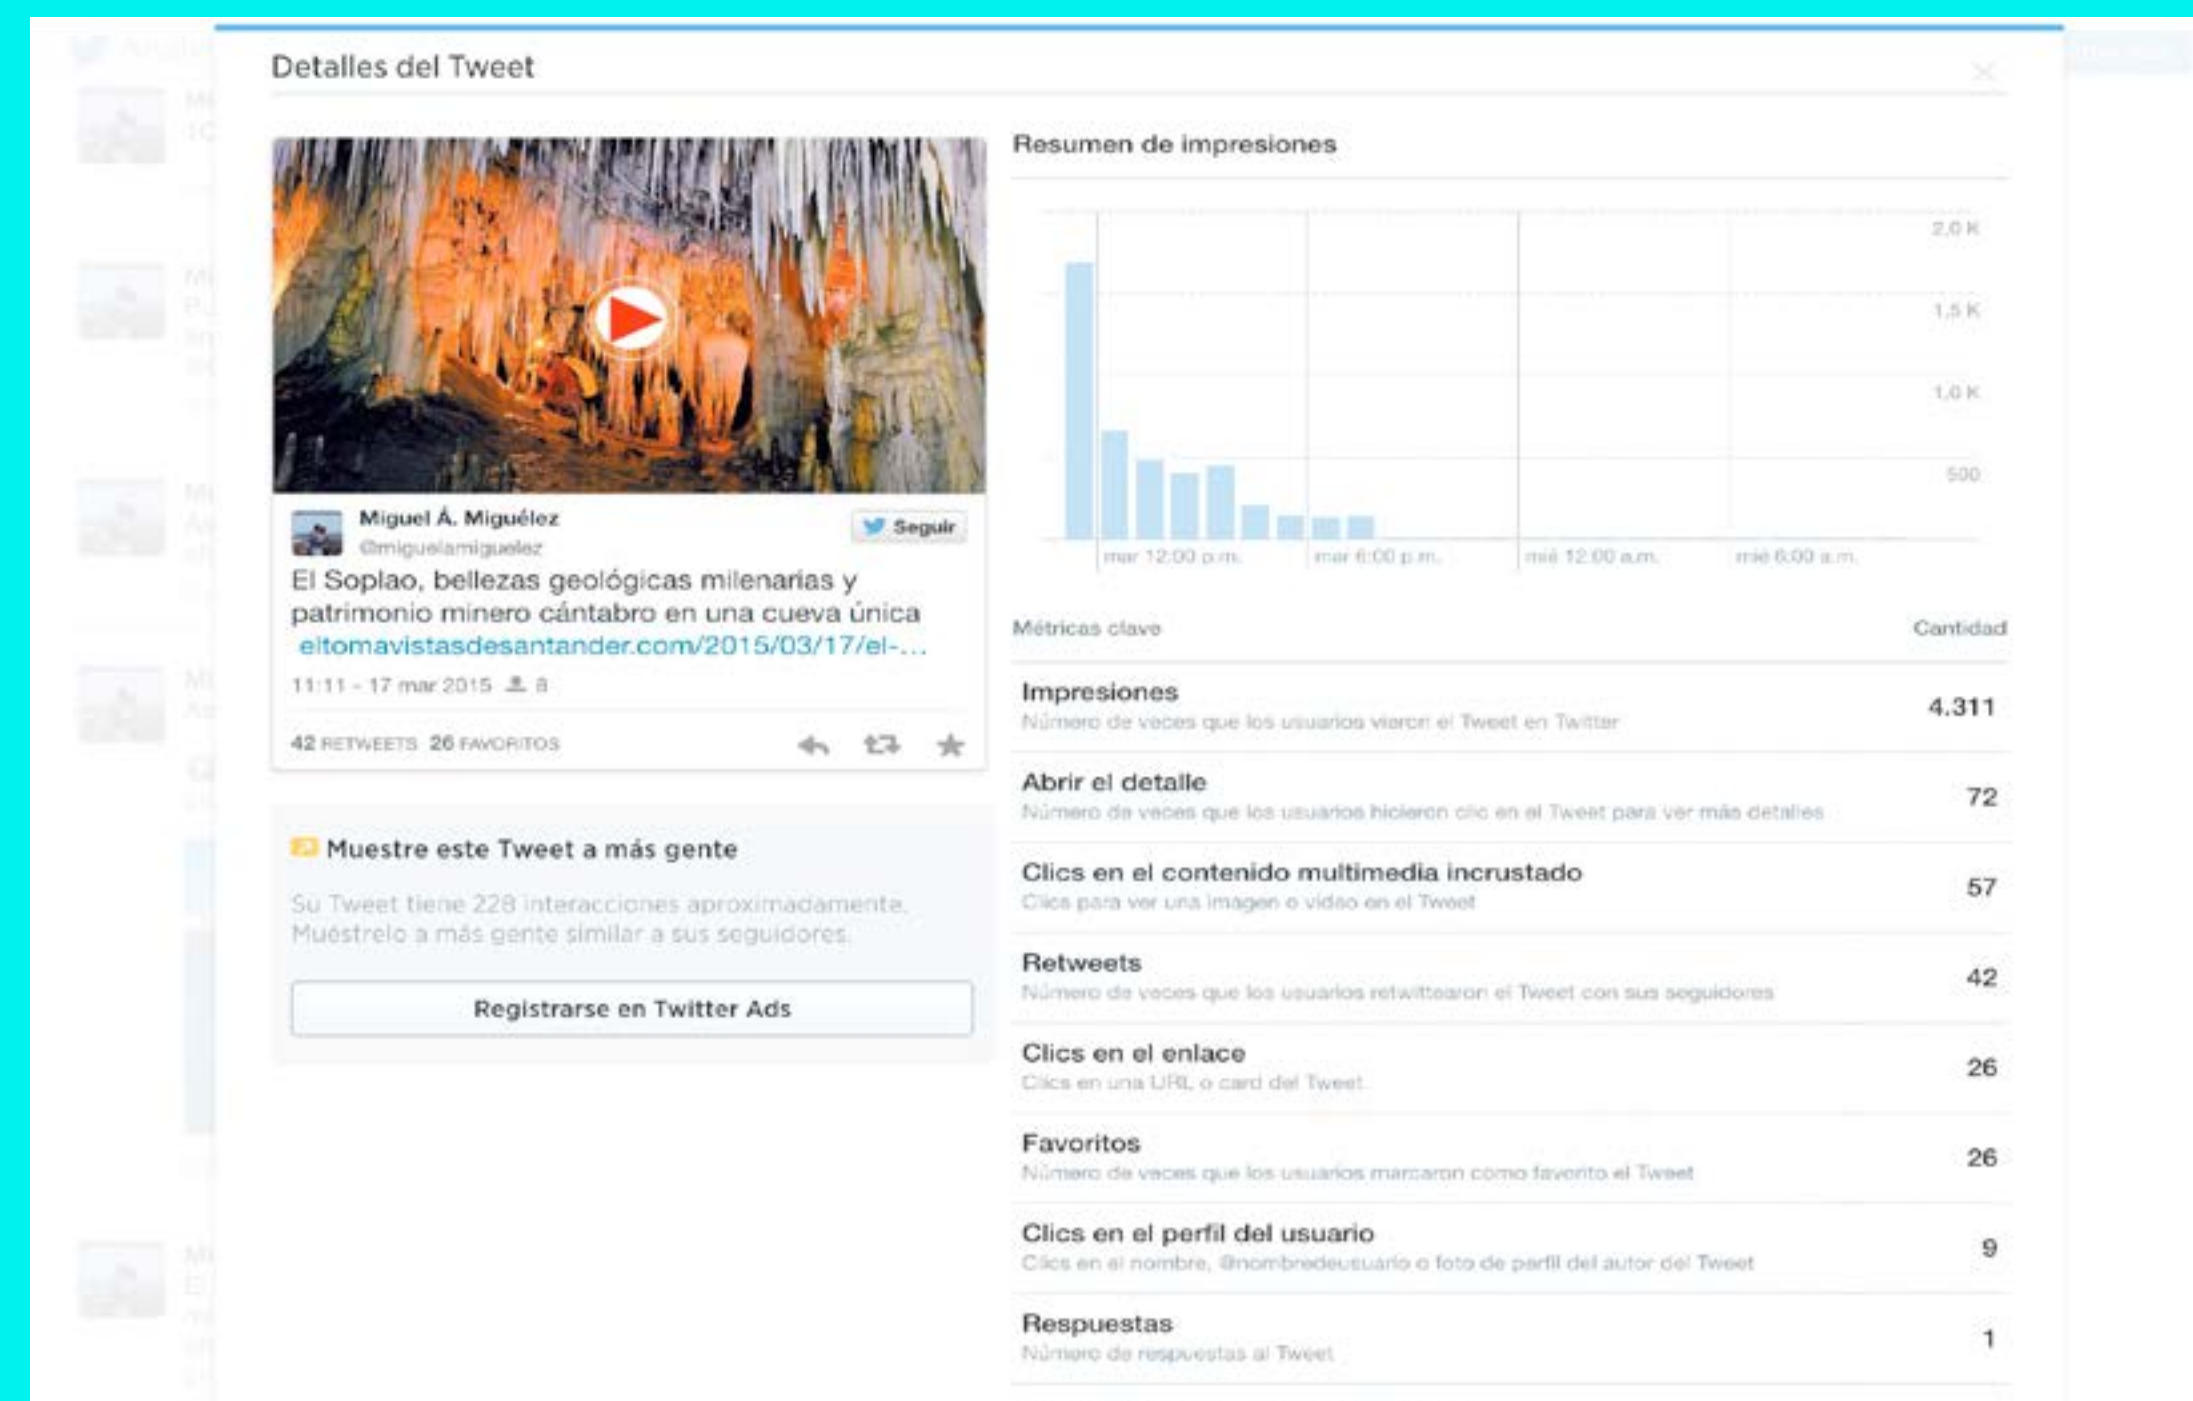 Detalles del Tweet
Miguel Á. Miguélez
Seguir
@miguelamiguelez
El Soplao, bellezas geológicas milenarias y
patrimonio minero cántabro en una cueva única
eltomavistasdesantander.com/2015/03/17/el-...
11:11 - 17 mar 2015 8
42 RETWEETS 26 FAVORITOS
Muestre este Tweet a más gente
Su Tweet tiene 228 interacciones aproximadamente.
Muéstrelo a más gente similar a sus seguidores.
Registrarse en Twitter Ads
Resumen de impresiones
2,0 K
1,5 K
1,0 K
500
mar 12:00 p.m. mar 6:00 p.m. mié 12:00 a.m. mié 6:00 a.m.
Métricas clave Cantidad
Impresiones 4.311
Número de veces que los usuarios vieron el Tweet en Twitter
Abrir el detalle 72
Número de veces que los usuarios hicieron clic en el Tweet para ver más detalles
Clics en el contenido multimedia incrustado 57
Clics para ver una imagen o video en el Tweet
Retweets 42
Número de veces que los usuarios retwittearon el Tweet con sus seguidores
Clics en el enlace 26
Clics en una URL o card del Tweet
Favoritos 26
Número de veces que los usuarios marcaron como favorito el Tweet
Clics en el perfil del usuario 9
Clics en el nombre, @nombredeusuario o foto de perfil del autor del Tweet
Respuestas 1
Número de respuestas al Tweet